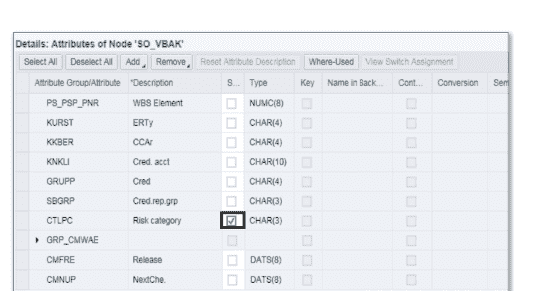 Details: Attributes of Node 'SO_VBAK'
Select All Deselect All Add Remove Reset Attribute Description Where-Used View Switch Assignment
Attribute Group/Attribute *Description S... Type Key Name in Back... Cont... Conversion Sem
PS_PSP_PNR WBS Element NUMC(8)
KURST ERTy CHAR(4)
KKBER CCAr CHAR(4)
KNKLI Cred. acct CHAR(10)
GRUPP Cred CHAR(4)
SBGRP Cred.rep.grp CHAR(3)
CTLPC Risk category CHAR(3)
GRP_CMWAE
CMFRE Release DATS(8)
CMNUP NextChe. DATS(8)